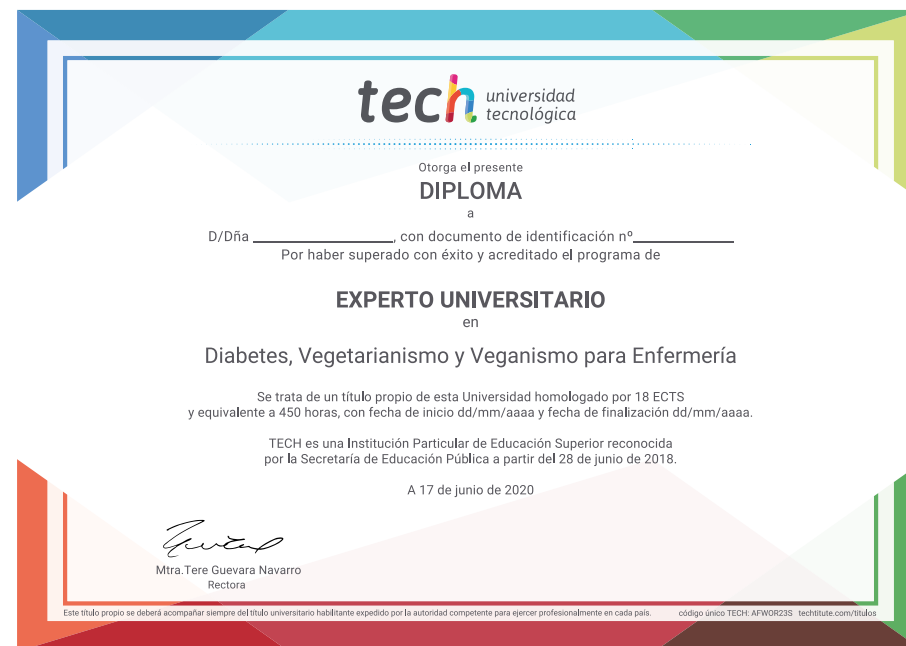 tech universidad
tecnológica
Otorga el presente
DIPLOMA
a
D/Dña ________________, con documento de identificación nº____________
Por haber superado con éxito y acreditado el programa de
EXPERTO UNIVERSITARIO
en
Diabetes, Vegetarianismo y Veganismo para Enfermería
Se trata de un título propio de esta Universidad homologado por 18 ECTS
y equivalente a 450 horas, con fecha de inicio dd/mm/aaaa y fecha de finalización dd/mm/aaaa.
TECH es una Institución Particular de Educación Superior reconocida
por la Secretaría de Educación Pública a partir del 28 de junio de 2018.
A 17 de junio de 2020
Mtra.Tere Guevara Navarro
Rectora
Este título propio se deberá acompañar siempre del título universitario habilitante expedido por la autoridad competente para ejercer profesionalmente en cada país. código único TECH: AFWOR23S techtitute.com/titulos